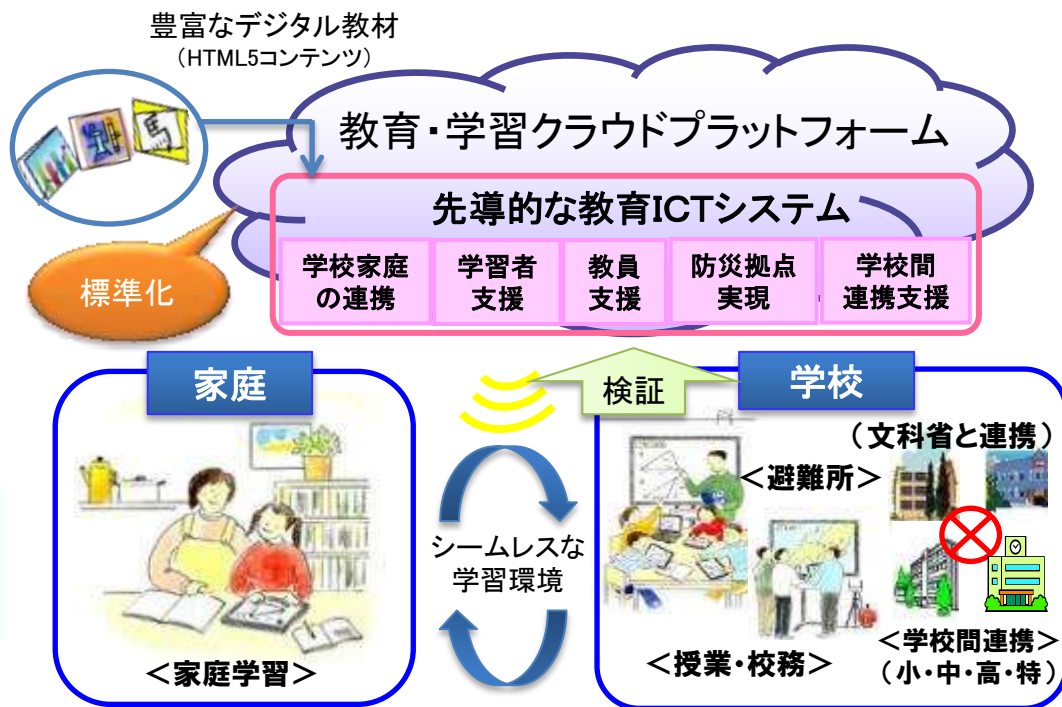 豊富なデジタル教材
（HTML5コンテンツ）
馬
教育・学習クラウドプラットフォーム
先導的な教育ICTシステム
標準化
学校家庭
の連携
学習者
支援
教員
支援
防災拠点
実現
学校間
連携支援
家庭
検証
学校
（文科省と連携）
＜避難所＞
シームレスな
学習環境
＜家庭学習＞
＜授業・校務＞
＜学校間連携＞
（小・中・高・特）